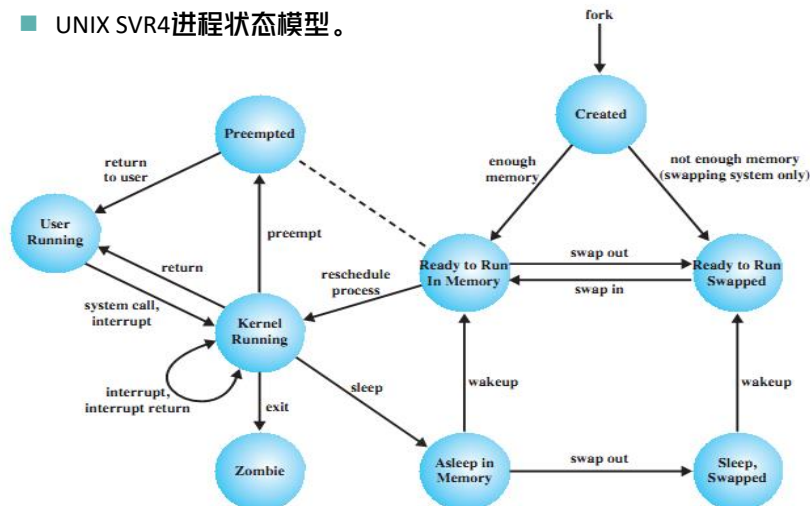 UNIX SVR4进程状态模型。
fork
Created
Preempted
enough
memory
not enough memory
(swapping system only)
return
to user
User
Running
preempt
return
reschedule
process
Ready to Run
In Memory
swap out
swap in
Ready to Run
Swapped
system call,
interrupt
Kernel
Running
interrupt,
interrupt return
sleep
wakeup
wakeup
exit
Zombie
Asleep in
Memory
swap out
Sleep,
Swapped